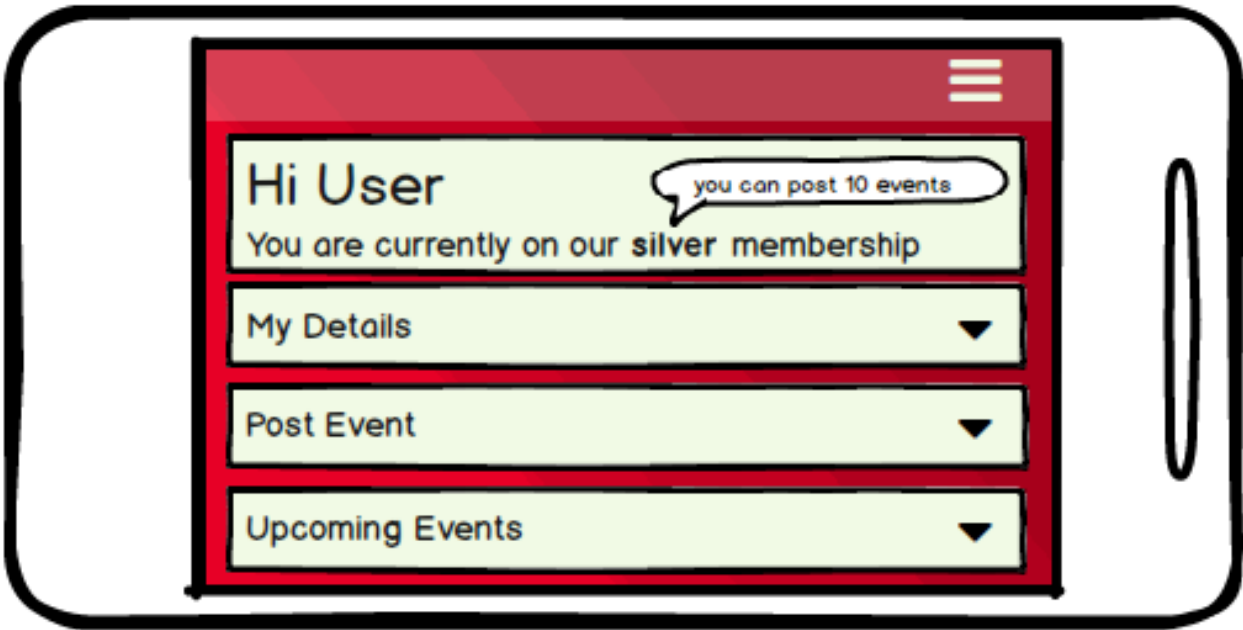 Hi User
you can post 10 events
You are currently on our silver membership
My Details
Post Event
Upcoming Events